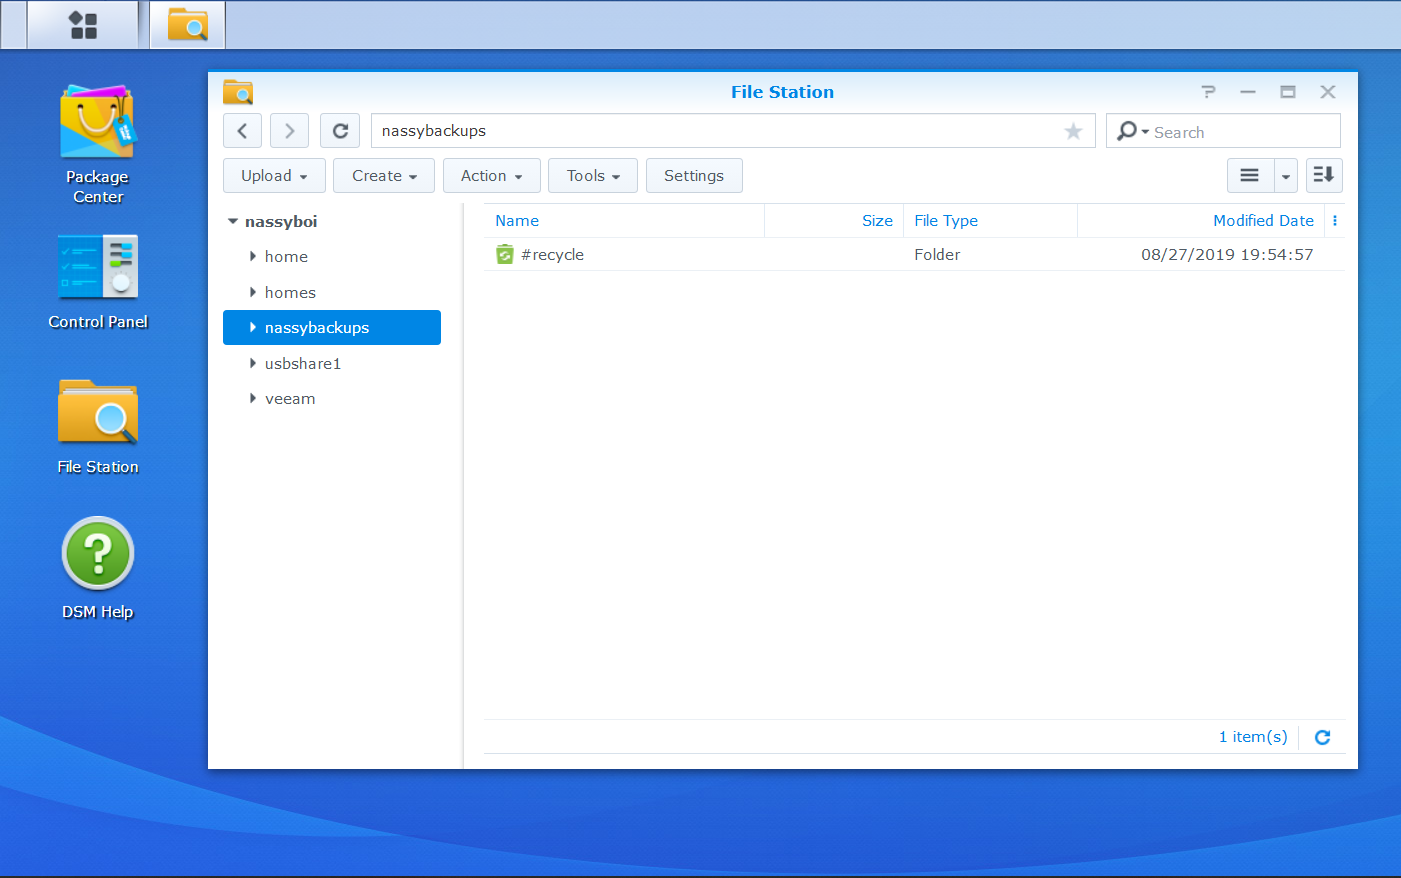 File Station
nassybackups
Search
Upload
Create
Action
Tools
Settings
Package
Center
Control Panel
File Station
DSM Help
nassyboi
home
homes
nassybackups
usbshare1
veeam
Name Size File Type Modified Date
#recycle Folder 08/27/2019 19:54:57
1 item(s)